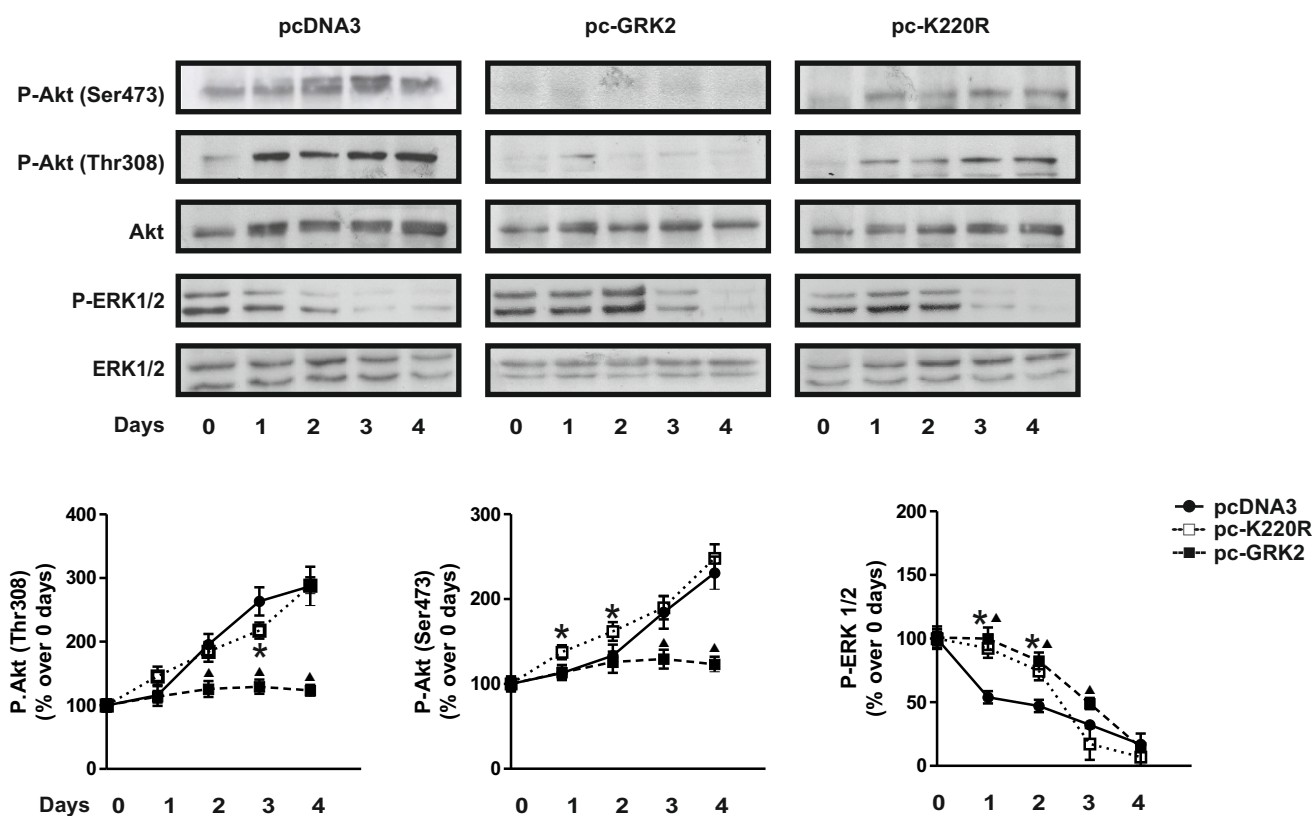 pcDNA3 pc-GRK2 pc-K220R
P-Akt (Ser473)
P-Akt (Thr308)
Akt
P-ERK1/2
ERK1/2
Days 0 1 2 3 4 0 1 2 3 4 0 1 2 3 4
P.Akt (Thr308)
(% over 0 days)
400
300
200
100
0
*
Days 0 1 2 3 4
P-Akt (Ser473)
(% over 0 days)
300
200
100
0
* *
0 1 2 3 4
P-ERK 1/2
(% over 0 days)
200
150
100
50
0
* *
0 1 2 3 4
pcDNA3
pc-K220R
pc-GRK2